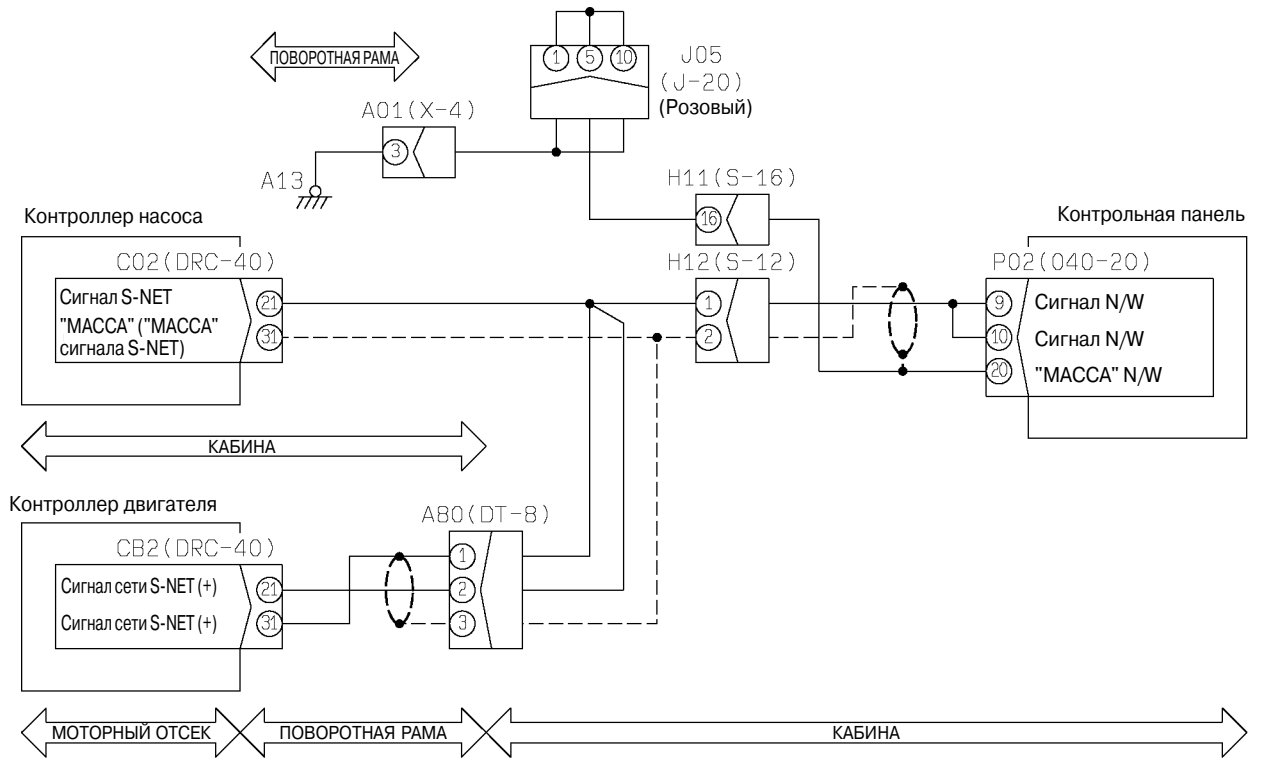 ПОВОРОТНАЯ РАМА
1 5 10
J05
(J-20)
(Розовый)
A01(X-4)
3
A13
H11(S-16)
16
Контроллер насоса
Контрольная панель
C02(DRC-40)
H12(S-12)
P02(040-20)
Сигнал S-NET
21
1
9
Сигнал N/W
"МАССА" ("МАССА"
сигнала S-NET)
31
2
10
Сигнал N/W
20
"МАССА" N/W
КАБИНА
Контроллер двигателя
A80(DT-8)
CB2(DRC-40)
1
Сигнал сети S-NET (+)
21
2
Сигнал сети S-NET (+)
31
3
МОТОРНЫЙ ОТСЕК
ПОВОРОТНАЯ РАМА
КАБИНА